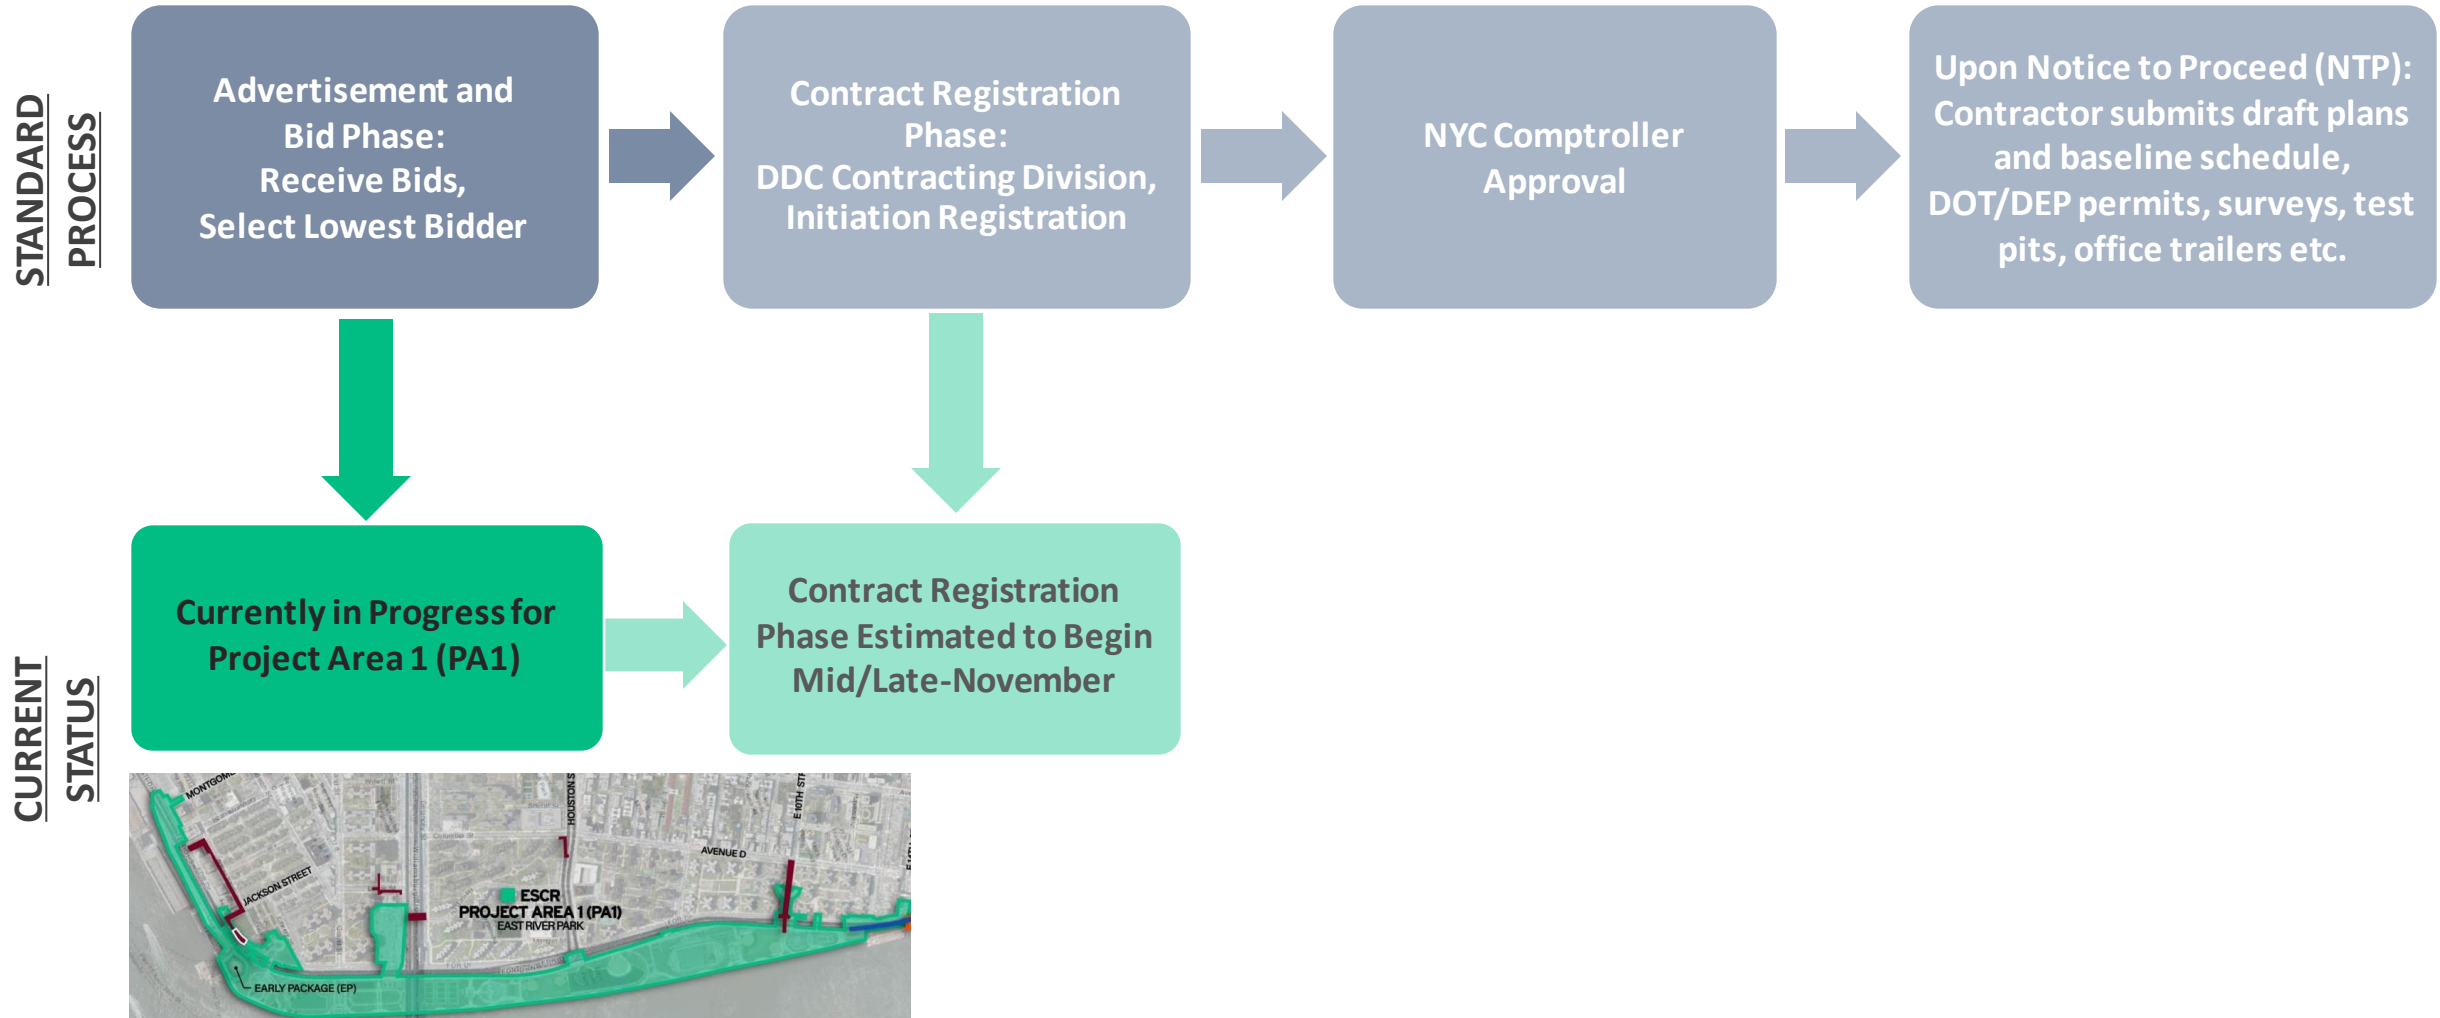 STANDARD
PROCESS
Advertisement and
Bid Phase:
Receive Bids,
Select Lowest Bidder
Contract Registration
Phase:
DDC Contracting Division,
Initiation Registration
NYC Comptroller
Approval
Upon Notice to Proceed (NTP):
Contractor submits draft plans
and baseline schedule,
DOT/DEP permits, surveys, test
pits, office trailers etc.
CURRENT
STATUS
Currently in Progress for
Project Area 1 (PA1)
Contract Registration
Phase Estimated to Begin
Mid/Late-November
MONTGOM
JACKSON STREET
HOUSTON S
Columbia St
AVENUE D
E 10TH STR
ESCR
PROJECT AREA 1 (PA1)
EAST RIVER PARK
EARLY PACKAGE (EP)